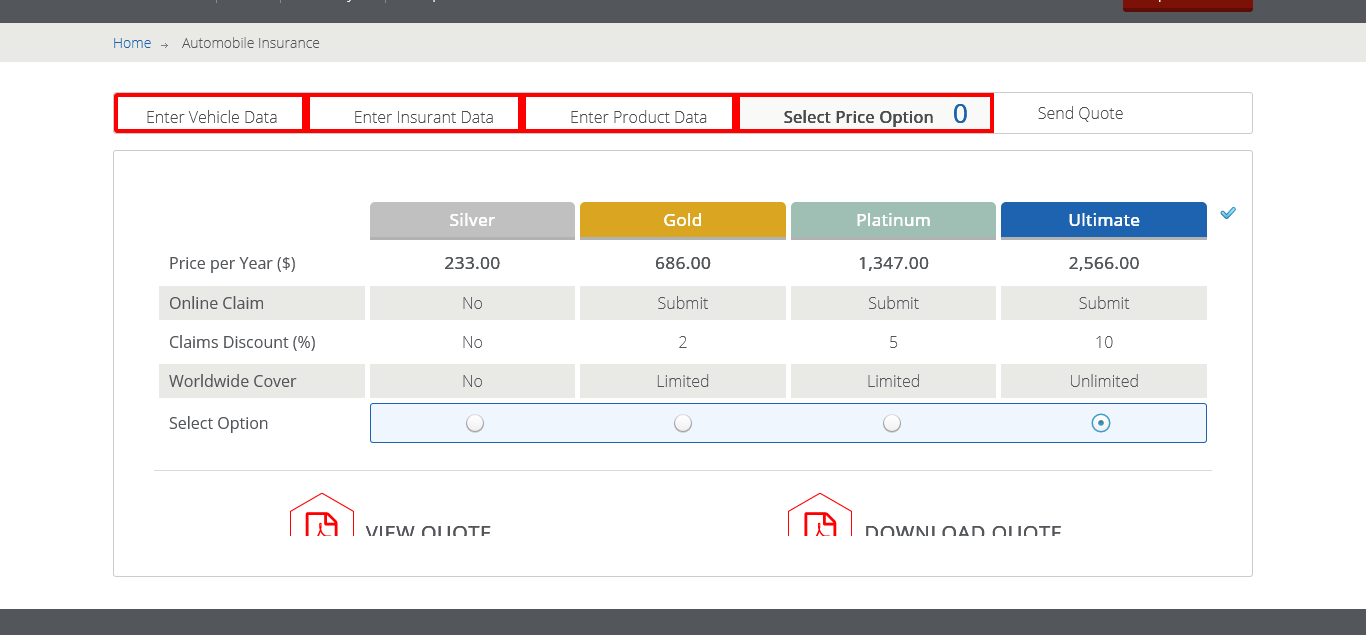 Home → Automobile Insurance
Enter Vehicle Data Enter Insurant Data Enter Product Data Select Price Option 0 Send Quote
Silver Gold Platinum Ultimate
Price per Year ($) 233.00 686.00 1,347.00 2,566.00
Online Claim No Submit Submit Submit
Claims Discount (%) No 2 5 10
Worldwide Cover No Limited Limited Unlimited
Select Option
VIEW QUOTE DOWNLOAD QUOTE